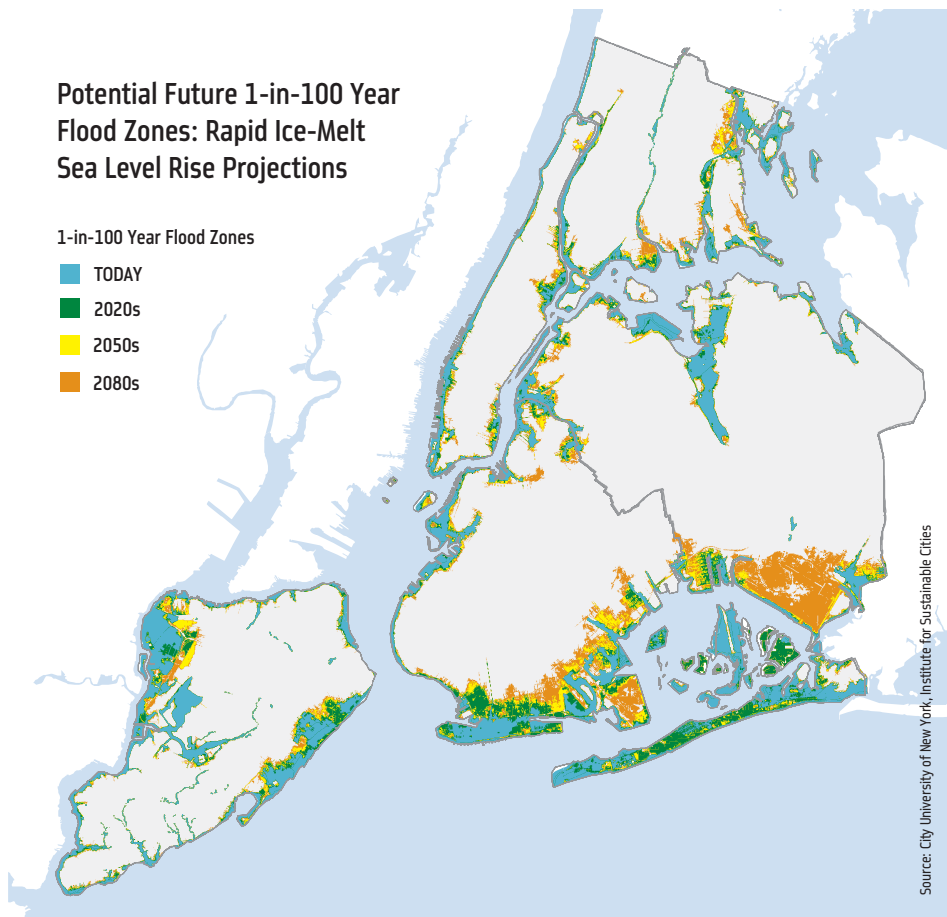 Potential Future 1-in-100 Year
Flood Zones: Rapid Ice-Melt
Sea Level Rise Projections
1-in-100 Year Flood Zones
TODAY
2020s
2050s
2080s
Source: City University of New York, Institute for Sustainable Cities